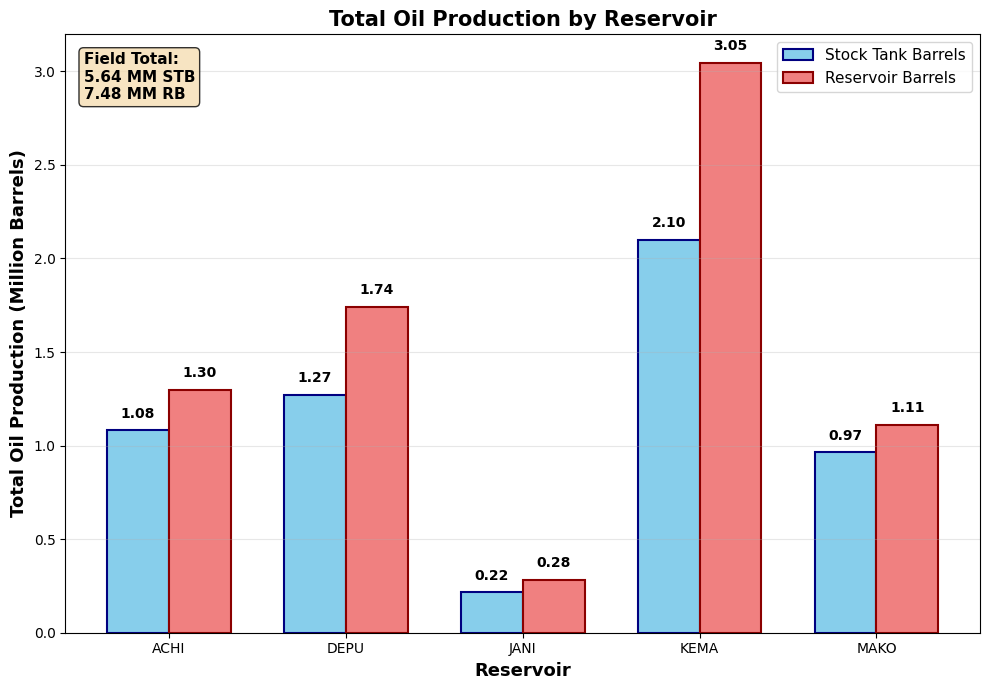 Total Oil Production by Reservoir
Field Total:
5.64 MM STB
7.48 MM RB
Stock Tank Barrels
Reservoir Barrels
Total Oil Production (Million Barrels)
3.0
2.5
2.0
1.5
1.0
0.5
0.0
1.08
1.30
1.27
1.74
0.22
0.28
2.10
3.05
0.97
1.11
ACHI
DEPU
JANI
KEMA
MAKO
Reservoir